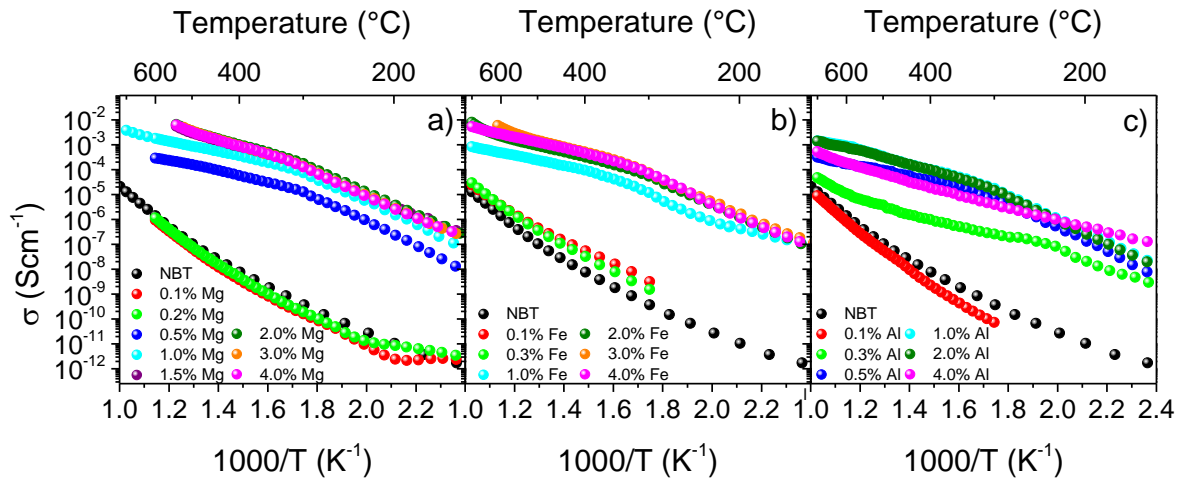 Temperature (°C)
Temperature (°C)
Temperature (°C)
600 400 200
600 400 200
600 400 200
σ (Scm⁻¹)
10⁻²
10⁻³
10⁻⁴
10⁻⁵
10⁻⁶
10⁻⁷
10⁻⁸
10⁻⁹
10⁻¹⁰
10⁻¹¹
10⁻¹²
a)
NBT
0.1% Mg
0.2% Mg
0.5% Mg
1.0% Mg
1.5% Mg
2.0% Mg
3.0% Mg
4.0% Mg
b)
NBT
0.1% Fe
0.3% Fe
1.0% Fe
2.0% Fe
3.0% Fe
4.0% Fe
c)
NBT
0.1% Al
0.3% Al
0.5% Al
1.0% Al
2.0% Al
4.0% Al
1.0 1.2 1.4 1.6 1.8 2.0 2.2
1.0 1.2 1.4 1.6 1.8 2.0 2.2
1.0 1.2 1.4 1.6 1.8 2.0 2.2 2.4
1000/T (K⁻¹)
1000/T (K⁻¹)
1000/T (K⁻¹)